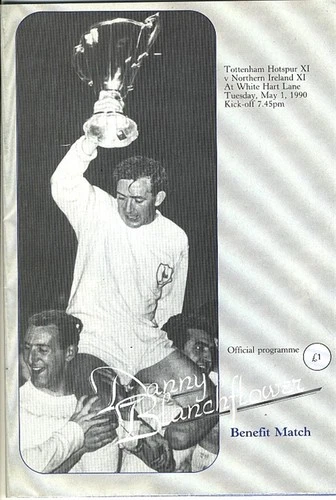 Tottenham Hotspur XI
v Northern Ireland XI
At White Hart Lane
Tuesday, May 1, 1990
Kick-off 7.45pm
Official programme
£1
Danny
Blanchflower
Benefit Match